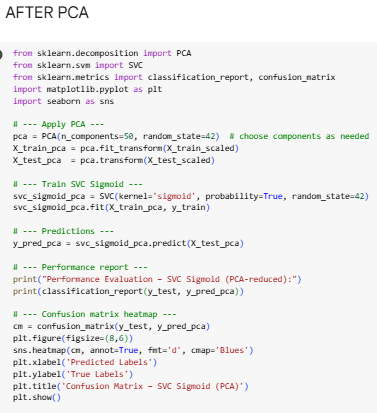 AFTER PCA
from sklearn.decomposition import PCA
from sklearn.svm import SVC
from sklearn.metrics import classification_report, confusion_matrix
import matplotlib.pyplot as plt
import seaborn as sns
# --- Apply PCA ---
pca = PCA(n_components=50, random_state=42)  # choose components as needed
X_train_pca = pca.fit_transform(X_train_scaled)
X_test_pca  = pca.transform(X_test_scaled)
# --- Train SVC Sigmoid ---
svc_sigmoid_pca = SVC(kernel='sigmoid', probability=True, random_state=42)
svc_sigmoid_pca.fit(X_train_pca, y_train)
# --- Predictions ---
y_pred_pca = svc_sigmoid_pca.predict(X_test_pca)
# --- Performance report ---
print("Performance Evaluation – SVC Sigmoid (PCA-reduced):")
print(classification_report(y_test, y_pred_pca))
# --- Confusion matrix heatmap ---
cm = confusion_matrix(y_test, y_pred_pca)
plt.figure(figsize=(8,6))
sns.heatmap(cm, annot=True, fmt='d', cmap='Blues')
plt.xlabel('Predicted Labels')
plt.ylabel('True Labels')
plt.title('Confusion Matrix – SVC Sigmoid (PCA)')
plt.show()